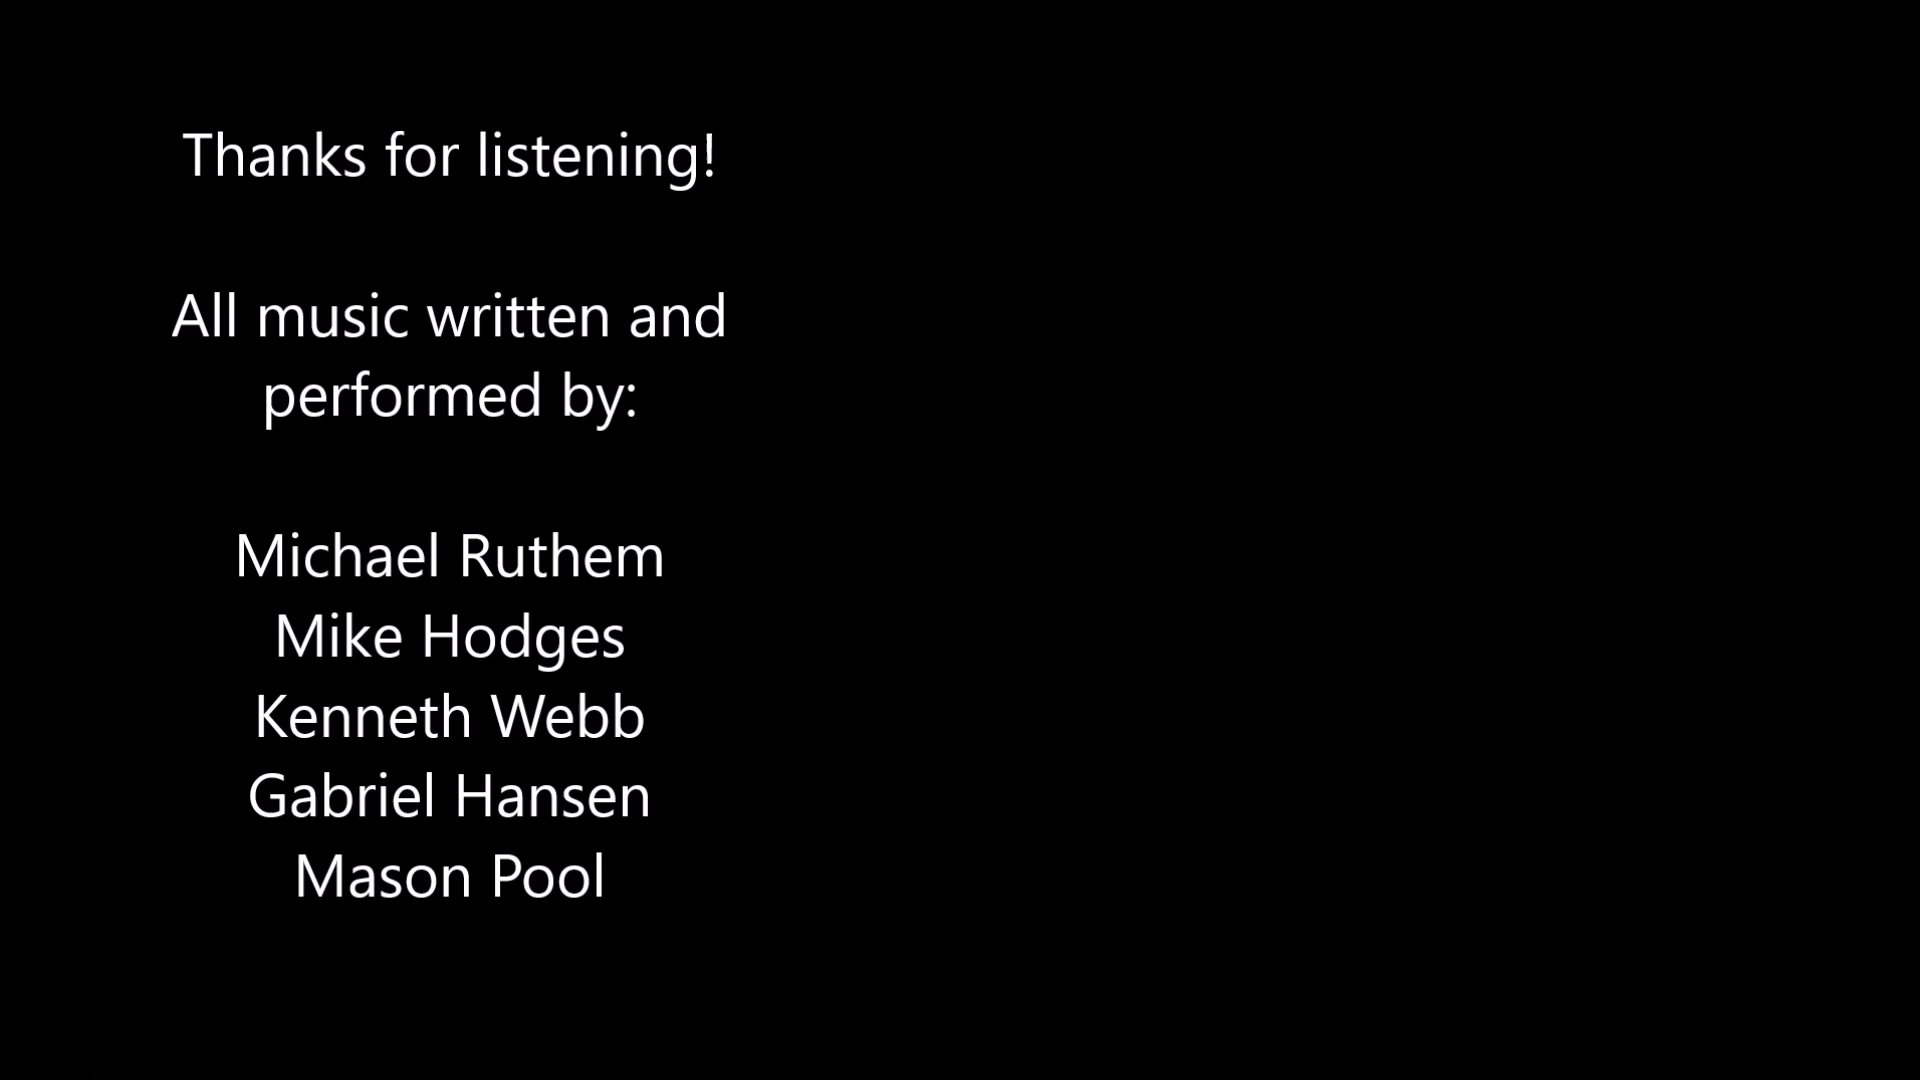 Thanks for listening!
All music written and
performed by:
Michael Ruthem
Mike Hodges
Kenneth Webb
Gabriel Hansen
Mason Pool